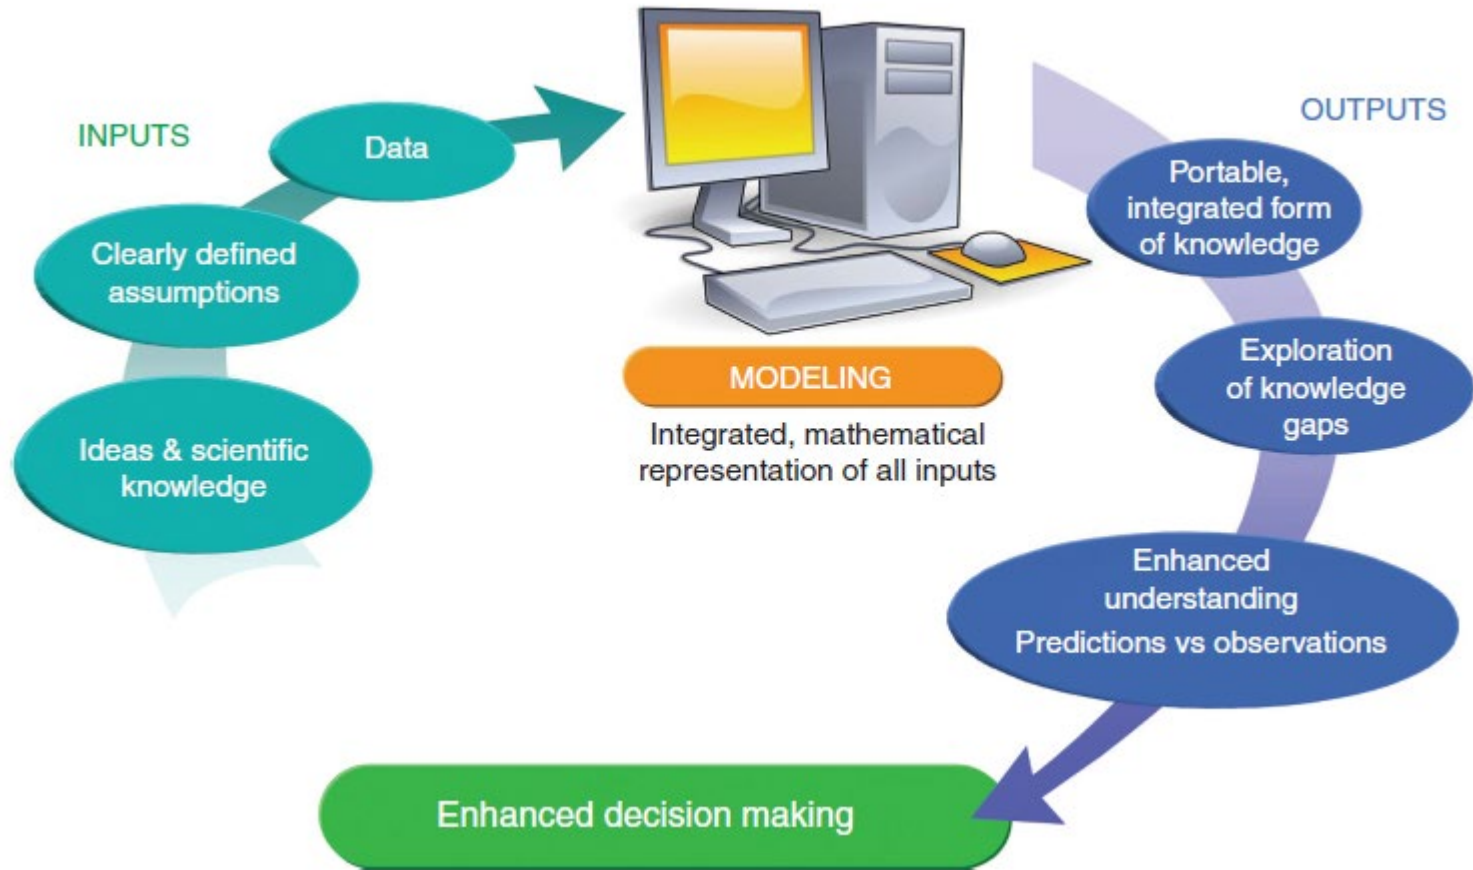 INPUTS
Data
Clearly defined
assumptions
Ideas & scientific
knowledge
MODELING
Integrated, mathematical
representation of all inputs
OUTPUTS
Portable,
integrated form
of knowledge
Exploration
of knowledge
gaps
Enhanced
understanding
Predictions vs observations
Enhanced decision making